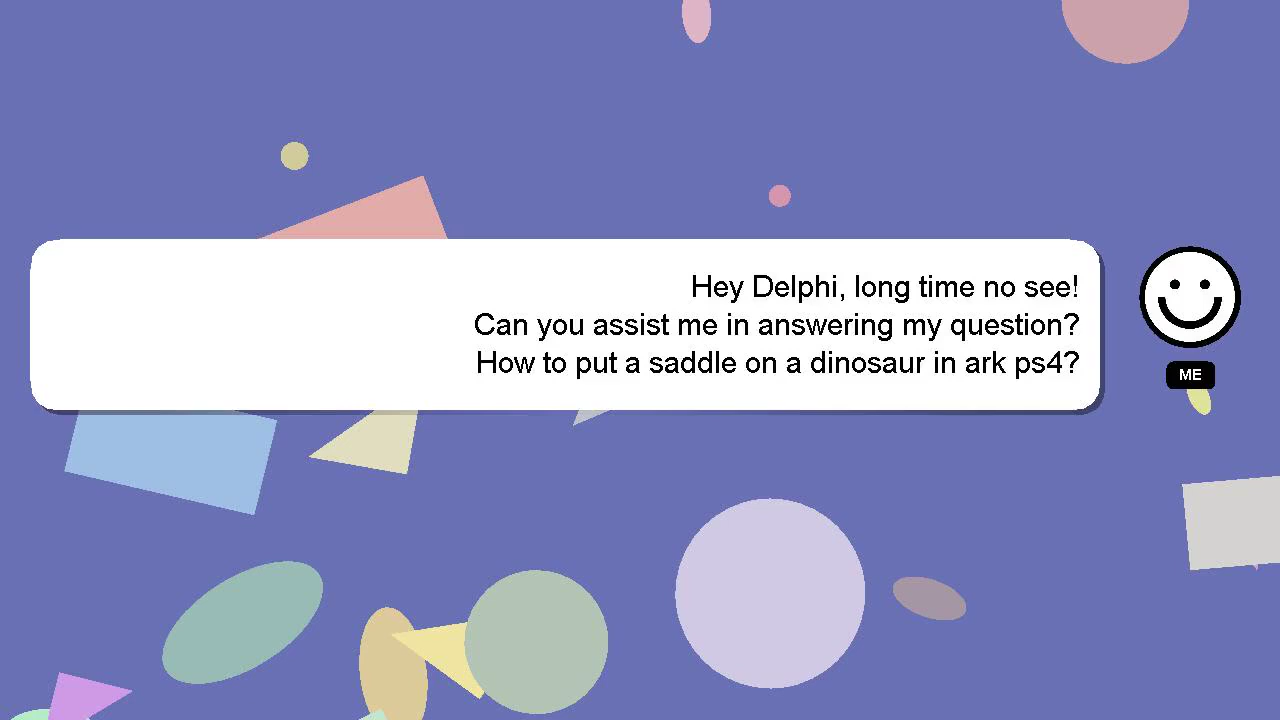 Hey Delphi, long time no see!
Can you assist me in answering my question?
How to put a saddle on a dinosaur in ark ps4?
ME